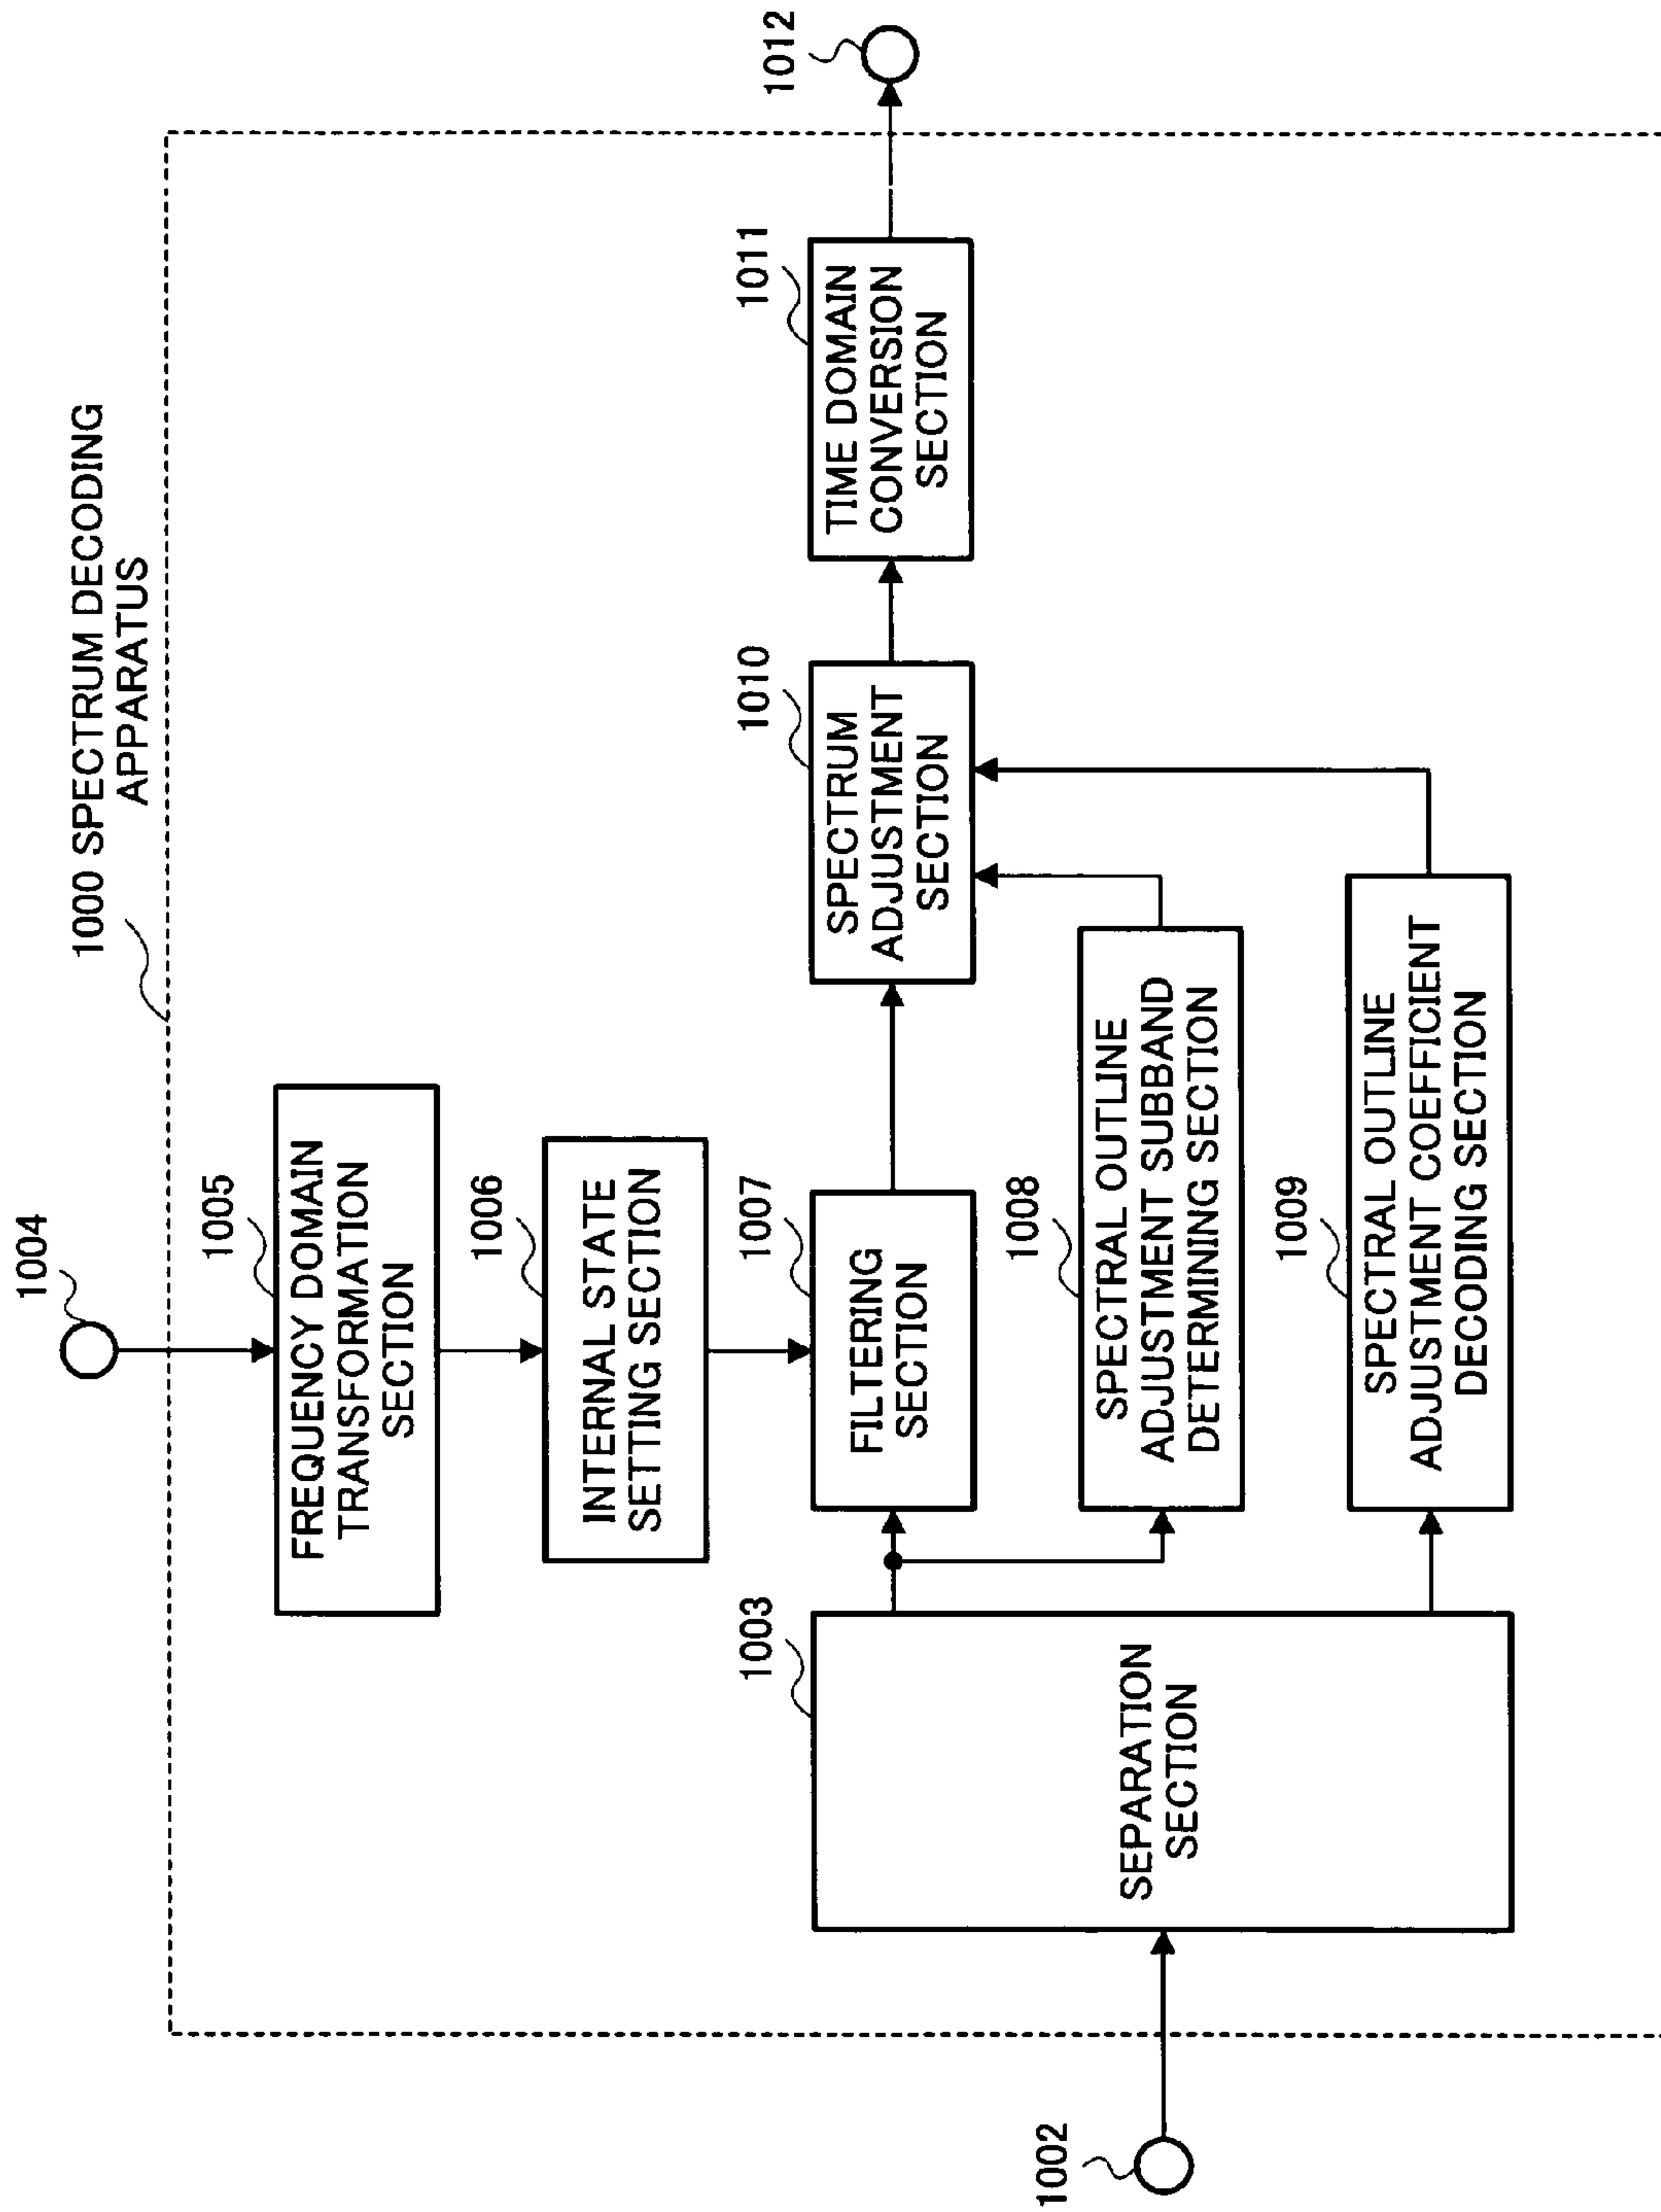 1000 SPECTRUM DECODING
APPARATUS
1004
1005
FREQUENCY DOMAIN
TRANSFORMATION
SECTION
1006
INTERNAL STATE
SETTING SECTION
1002
1003
SEPARATION
SECTION
1007
FILTERING
SECTION
1008
SPECTRAL OUTLINE
ADJUSTMENT SUBBAND
DETERMINING SECTION
1009
SPECTRAL OUTLINE
ADJUSTMENT COEFFICIENT
DECODING SECTION
1010
SPECTRUM
ADJUSTMENT
SECTION
1011
TIME DOMAIN
CONVERSION
SECTION
1012